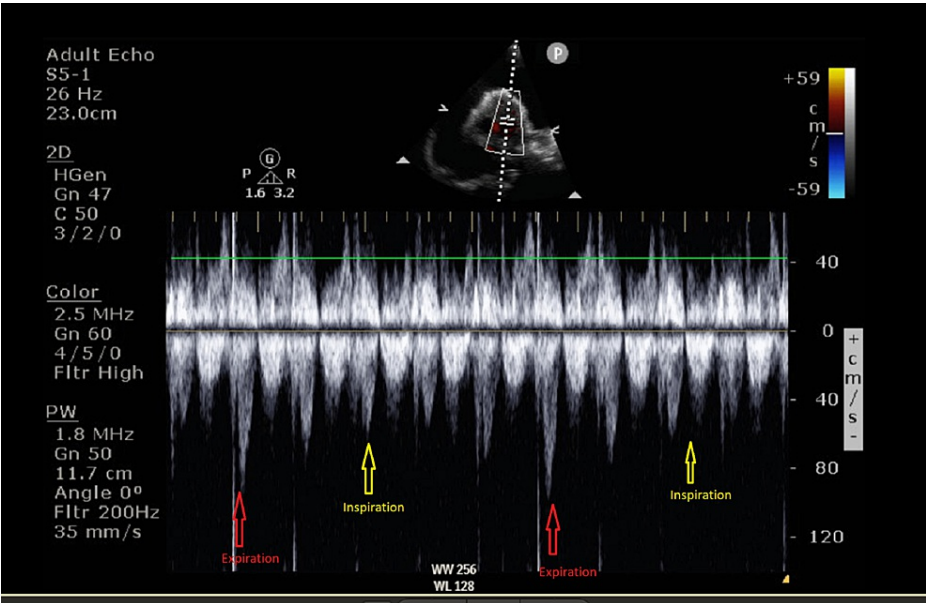 Adult Echo
S5-1
26 Hz
23.0cm
2D
HGen
Gn 47
C 50
3/2/0
Color
2.5 MHz
Gn 60
4/5/0
Fltr High
PW
1.8 MHz
Gn 50
11.7 cm
Angle 0º
Fltr 200Hz
35 mm/s
G
P R
1.6 3.2
P
+59
c
m
/
s
-59
40
0
40
80
120
+
c
m
/
s
-
Inspiration
Inspiration
Expiration
Expiration
WW 256
WL 128